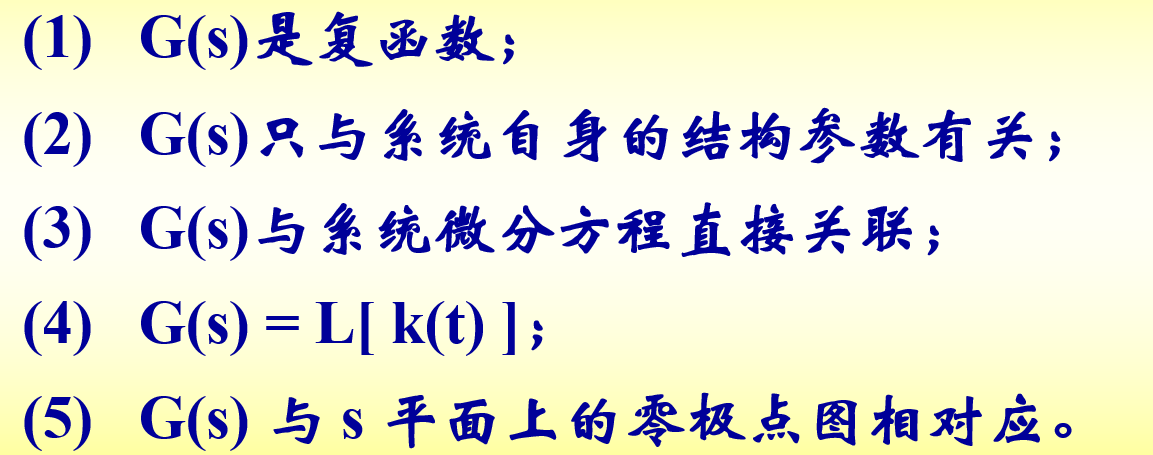 (1) G(s)是复函数；
(2) G(s)只与系统自身的结构参数有关；
(3) G(s)与系统微分方程直接关联；
(4) G(s) = L[ k(t) ]；
(5) G(s) 与 s 平面上的零极点图相对应。